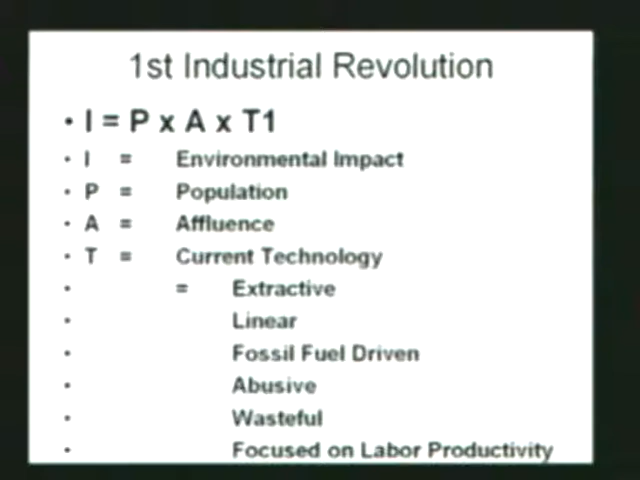 1st Industrial Revolution
• I = P x A x T1
• I = Environmental Impact
• P = Population
• A = Affluence
• T = Current Technology
• = Extractive
• Linear
• Fossil Fuel Driven
• Abusive
• Wasteful
• Focused on Labor Productivity